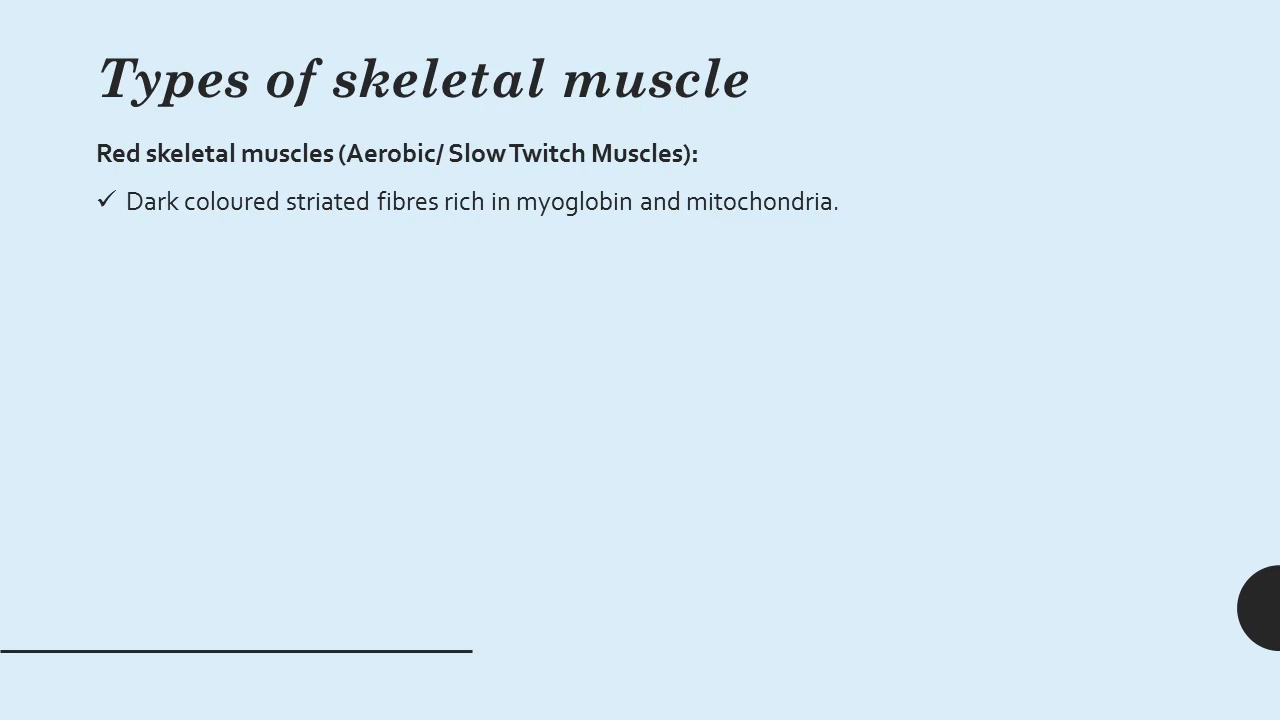 Types of skeletal muscle
Red skeletal muscles (Aerobic/ Slow Twitch Muscles):
✓ Dark coloured striated fibres rich in myoglobin and mitochondria.